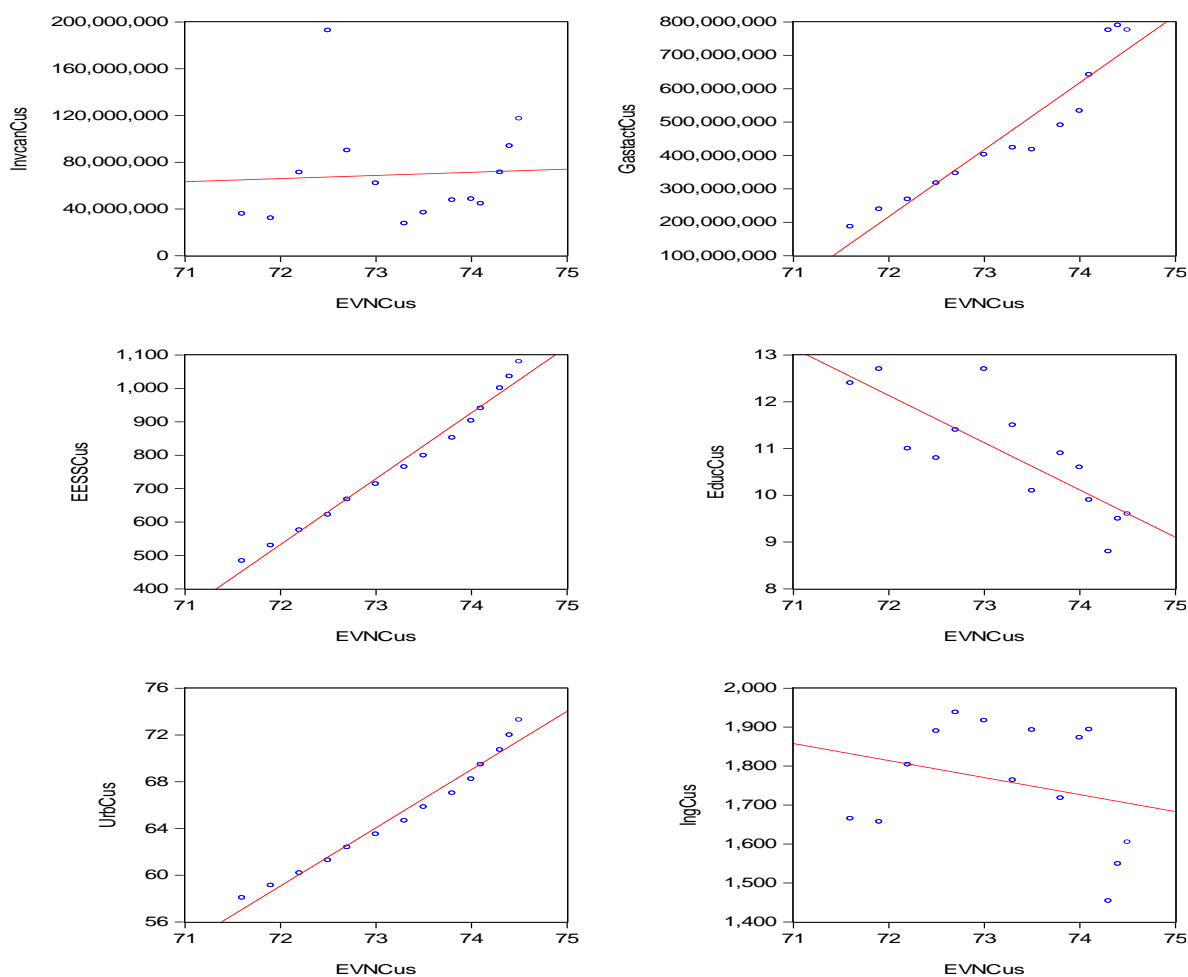 200,000,000
160,000,000
120,000,000
80,000,000
40,000,000
0
InvcanCus
71 72 73 74 75
EVNCus
800,000,000
700,000,000
600,000,000
500,000,000
400,000,000
300,000,000
200,000,000
100,000,000
GastactCus
71 72 73 74 75
EVNCus
1,100
1,000
900
800
700
600
500
400
EESSCus
71 72 73 74 75
EVNCus
13
12
11
10
9
8
EducCus
71 72 73 74 75
EVNCus
76
72
68
64
60
56
UrbCus
71 72 73 74 75
EVNCus
2,000
1,900
1,800
1,700
1,600
1,500
1,400
IngCus
71 72 73 74 75
EVNCus